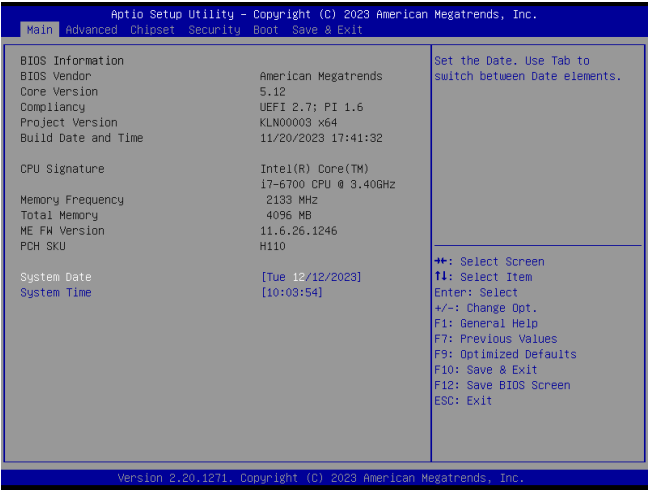 Aptio Setup Utility – Copyright (C) 2023 American Megatrends, Inc.
Main Advanced Chipset Security Boot Save & Exit
BIOS Information
BIOS Vendor American Megatrends
Core Version 5.12
Compliancy UEFI 2.7; PI 1.6
Project Version KLN00003 x64
Build Date and Time 11/20/2023 17:41:32
CPU Signature Intel(R) Core(TM)
i7-6700 CPU @ 3.40GHz
Memory Frequency 2133 MHz
Total Memory 4096 MB
ME FW Version 11.6.26.1246
PCH SKU H110
System Date [Tue 12/12/2023]
System Time [10:03:54]
Set the Date. Use Tab to
switch between Date elements.
→←: Select Screen
↑↓: Select Item
Enter: Select
+/-: Change Opt.
F1: General Help
F7: Previous Values
F9: Optimized Defaults
F10: Save & Exit
F12: Save BIOS Screen
ESC: Exit
Version 2.20.1271. Copyright (C) 2023 American Megatrends, Inc.